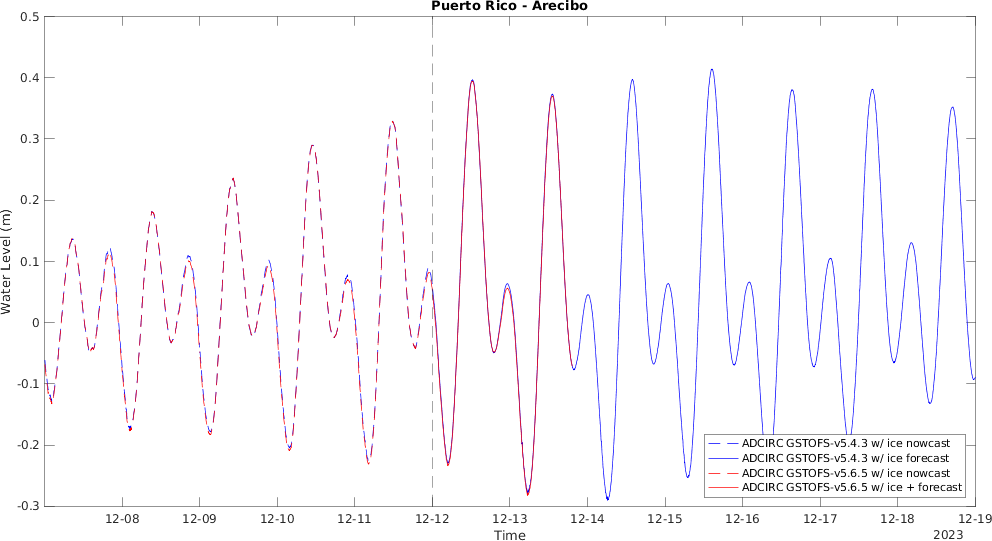 Puerto Rico - Arecibo
0.5
0.4
0.3
0.2
0.1
0
-0.1
-0.2
-0.3
Water Level (m)
ADCIRC GSTOFS-v5.4.3 w/ ice nowcast
ADCIRC GSTOFS-v5.4.3 w/ ice forecast
ADCIRC GSTOFS-v5.6.5 w/ ice nowcast
ADCIRC GSTOFS-v5.6.5 w/ ice + forecast
12-08 12-09 12-10 12-11 12-12 12-13 12-14 12-15 12-16 12-17 12-18 12-19
Time
2023